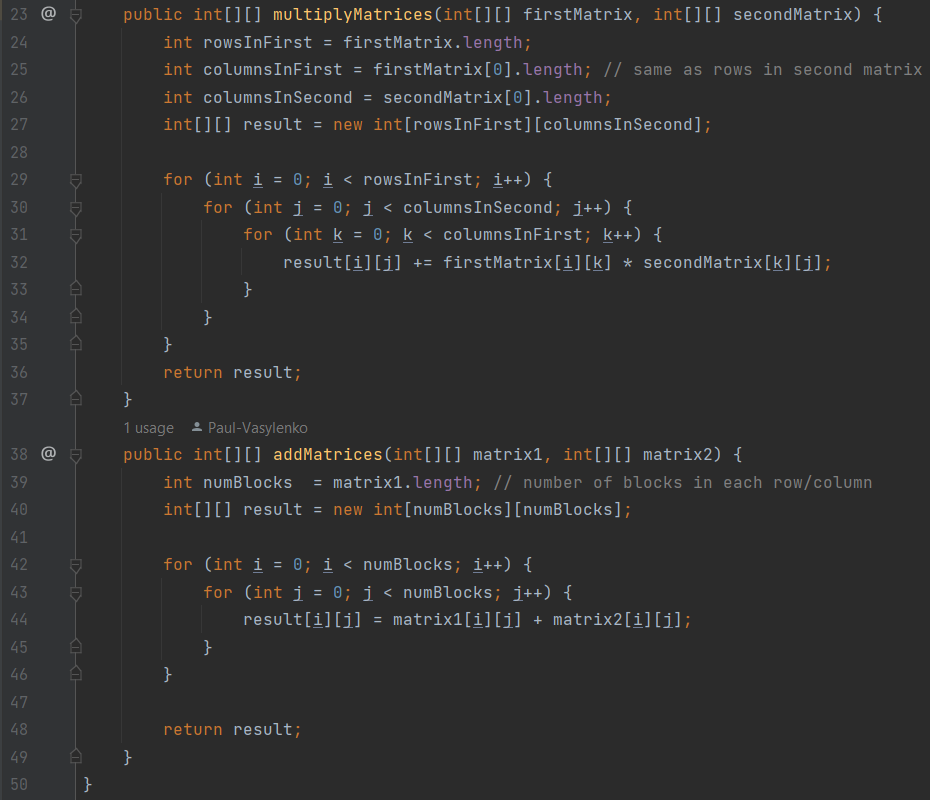 23 @ public int[][] multiplyMatrices(int[][] firstMatrix, int[][] secondMatrix) {
24 int rowsInFirst = firstMatrix.length;
25 int columnsInFirst = firstMatrix[0].length; // same as rows in second matrix
26 int columnsInSecond = secondMatrix[0].length;
27 int[][] result = new int[rowsInFirst][columnsInSecond];
28
29 for (int i = 0; i < rowsInFirst; i++) {
30 for (int j = 0; j < columnsInSecond; j++) {
31 for (int k = 0; k < columnsInFirst; k++) {
32 result[i][j] += firstMatrix[i][k] * secondMatrix[k][j];
33 }
34 }
35 }
36 return result;
37 }
1 usage Paul-Vasylenko
38 @ public int[][] addMatrices(int[][] matrix1, int[][] matrix2) {
39 int numBlocks  = matrix1.length; // number of blocks in each row/column
40 int[][] result = new int[numBlocks][numBlocks];
41
42 for (int i = 0; i < numBlocks; i++) {
43 for (int j = 0; j < numBlocks; j++) {
44 result[i][j] = matrix1[i][j] + matrix2[i][j];
45 }
46 }
47
48 return result;
49 }
50 }